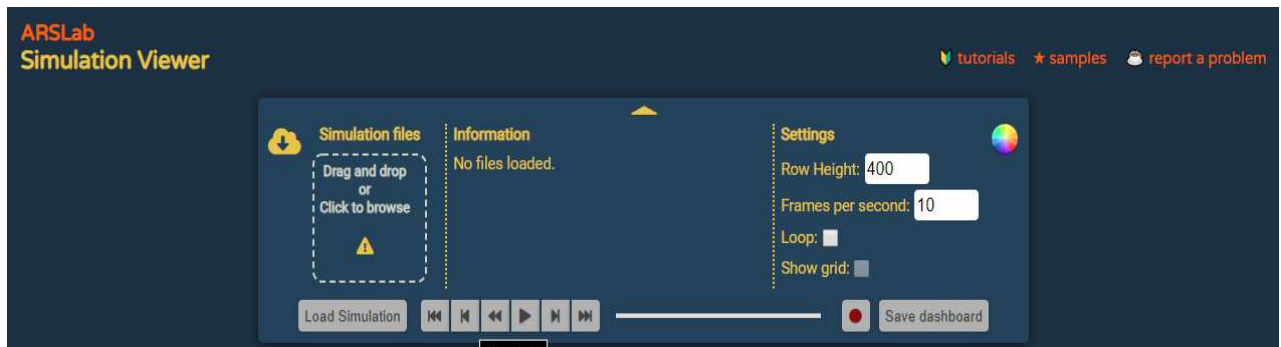 ARSLab
Simulation Viewer
tutorials
samples
report a problem
Simulation files
Drag and drop
or
Click to browse
Information
No files loaded.
Settings
Row Height: 400
Frames per second: 10
Loop:
Show grid:
Load Simulation
Save dashboard